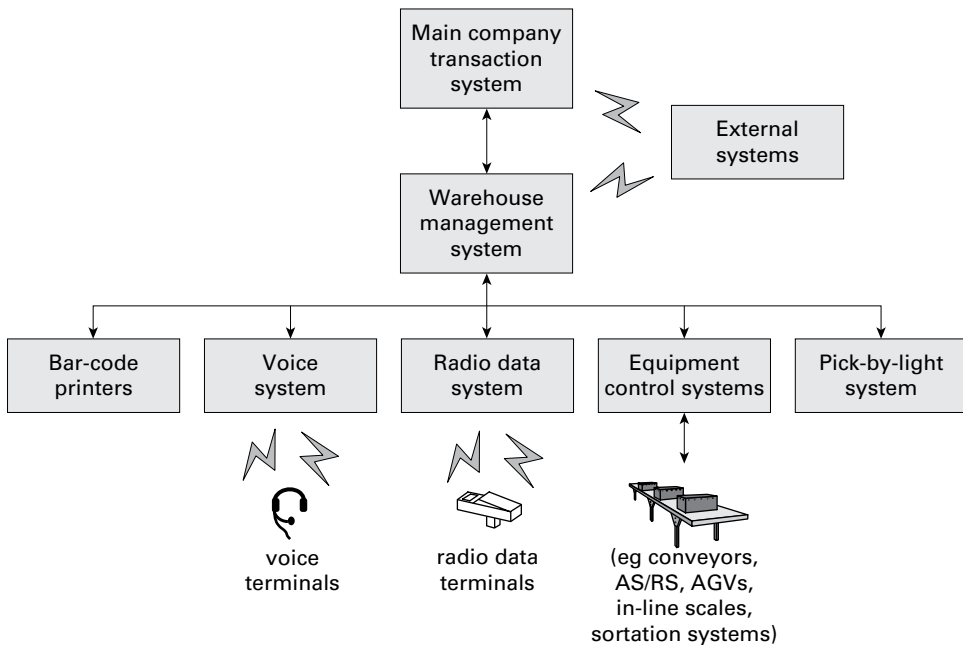 Main company
transaction
system
External
systems
Warehouse
management
system
Bar-code
printers
Voice
system
Radio data
system
Equipment
control systems
Pick-by-light
system
voice
terminals
radio data
terminals
(eg conveyors,
AS/RS, AGVs,
in-line scales,
sortation systems)